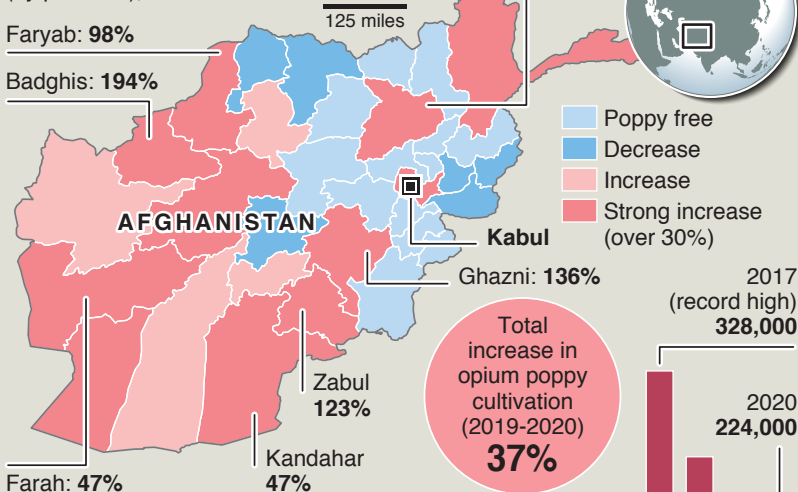 125 miles
Faryab: 98%
Badghis: 194%
Poppy free
Decrease
Increase
Strong increase
(over 30%)
AFGHANISTAN
Kabul
Ghazni: 136%
2017
(record high)
328,000
Total
increase in
opium poppy
cultivation
(2019-2020)
37%
Zabul
123%
2020
224,000
Kandahar
47%
Farah: 47%